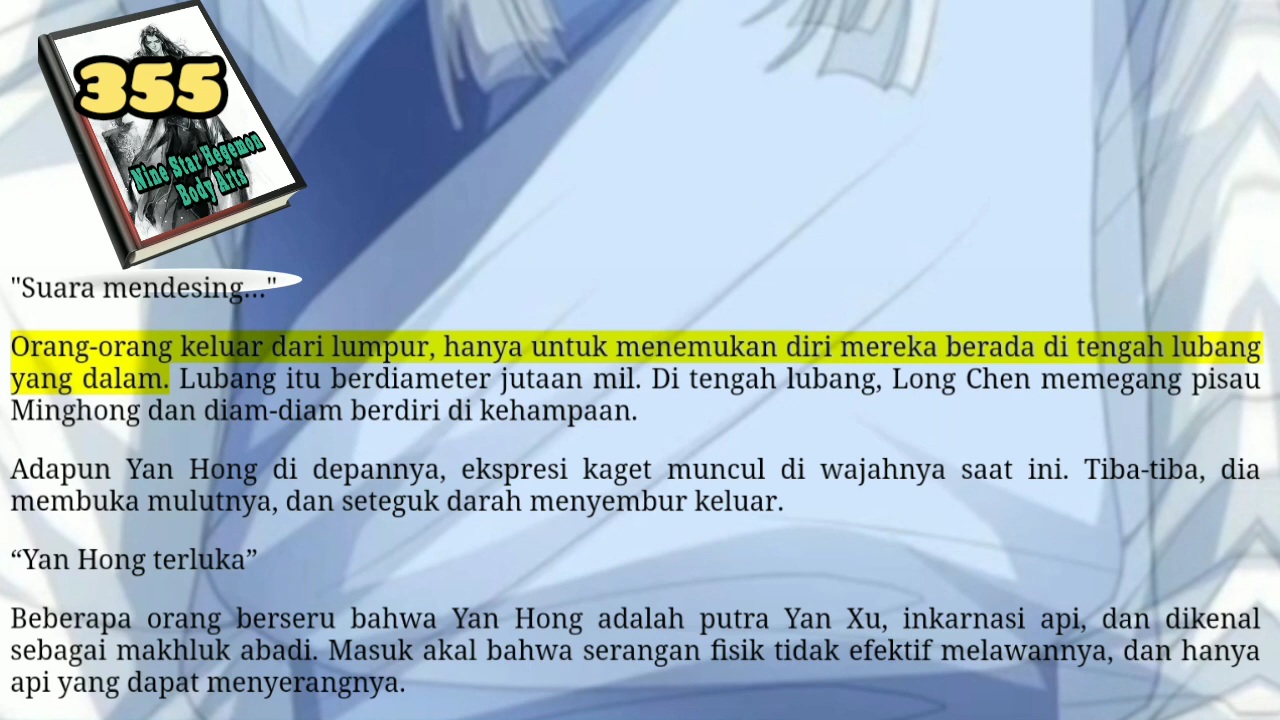 355
Nine Star Hegemon
Body Arts
"Suara mendesing..."
Orang-orang keluar dari lumpur, hanya untuk menemukan diri mereka berada di tengah lubang
yang dalam. Lubang itu berdiameter jutaan mil. Di tengah lubang, Long Chen memegang pisau
Minghong dan diam-diam berdiri di kehampaan.
Adapun Yan Hong di depannya, ekspresi kaget muncul di wajahnya saat ini. Tiba-tiba, dia
membuka mulutnya, dan seteguk darah menyembur keluar.
“Yan Hong terluka”
Beberapa orang berseru bahwa Yan Hong adalah putra Yan Xu, inkarnasi api, dan dikenal
sebagai makhluk abadi. Masuk akal bahwa serangan fisik tidak efektif melawannya, dan hanya
api yang dapat menyerangnya.